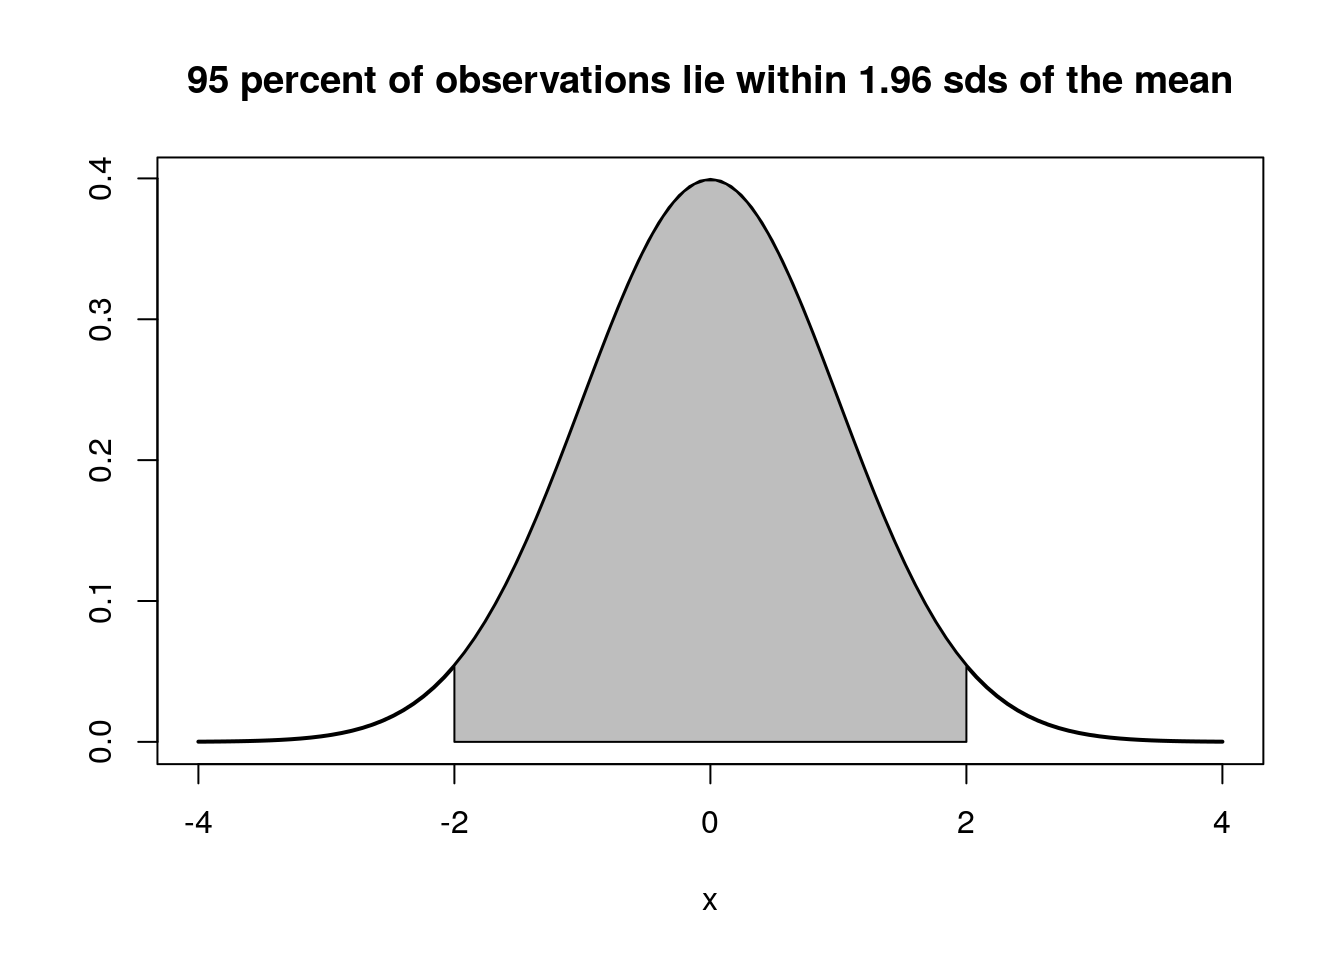 95 percent of observations lie within 1.96 sds of the mean
0.4
0.3
0.2
0.1
0.0
-4 -2 0 2 4
x